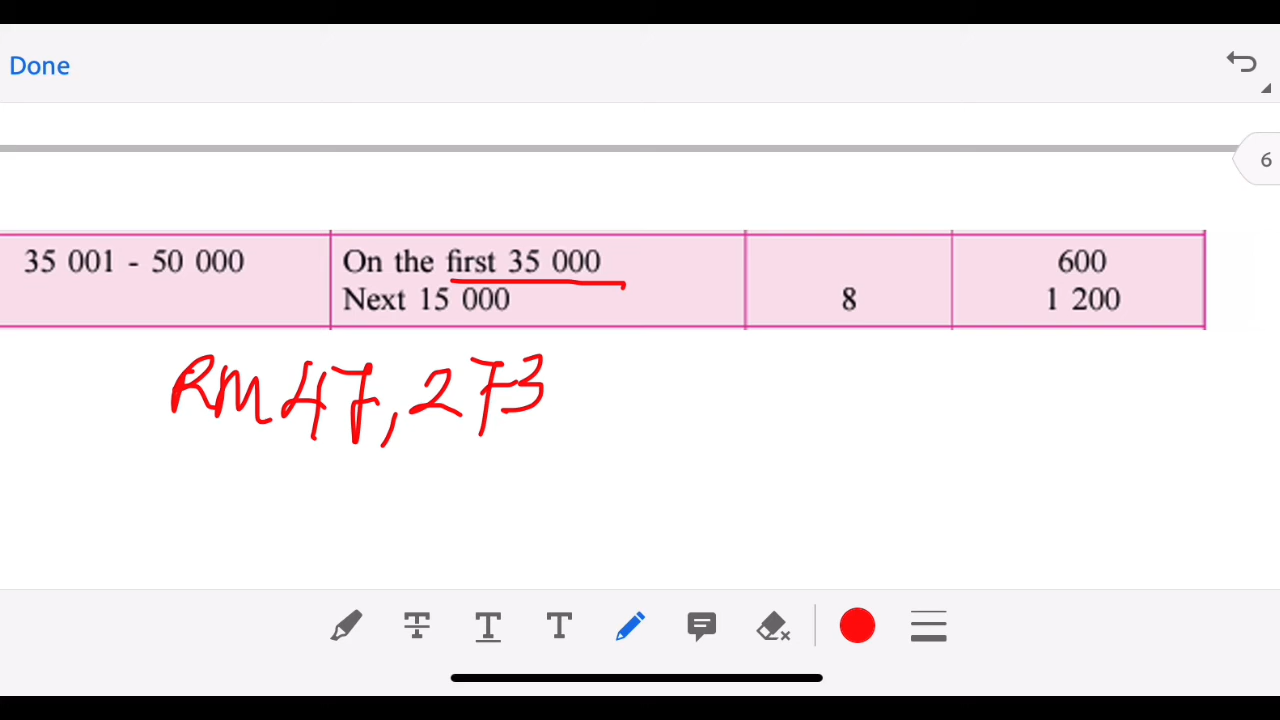 Done
6
35 001 - 50 000 On the first 35 000 600
Next 15 000 8 1 200
RM47,273
T T T